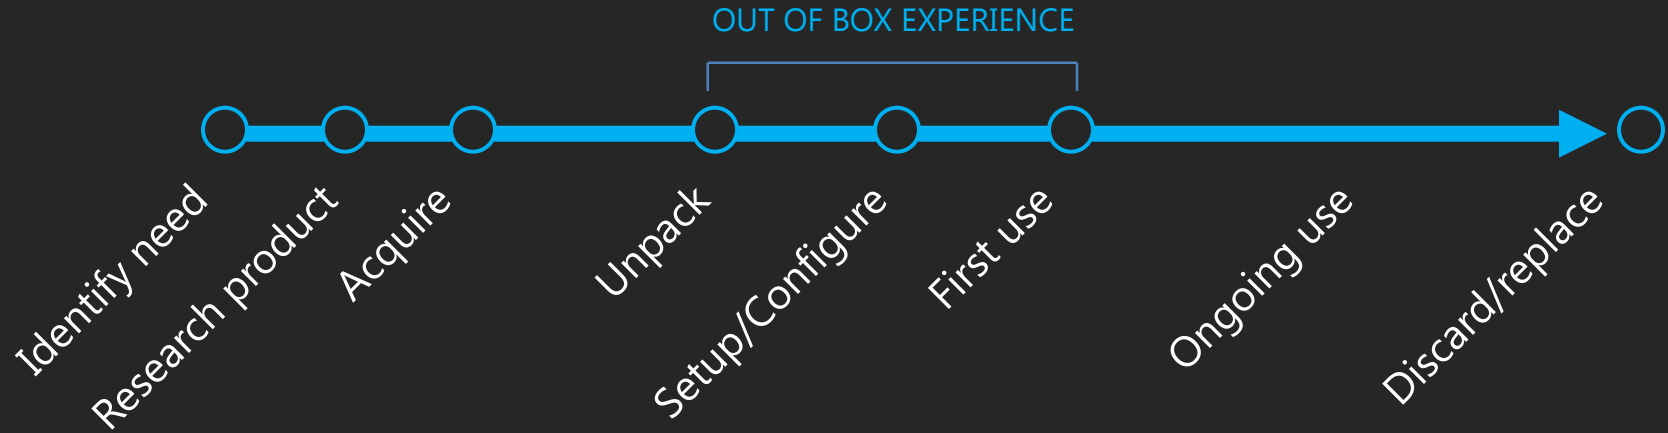 OUT OF BOX EXPERIENCE
Identify need
Research product
Acquire
Unpack
Setup/Configure
First use
Ongoing use
Discard/replace